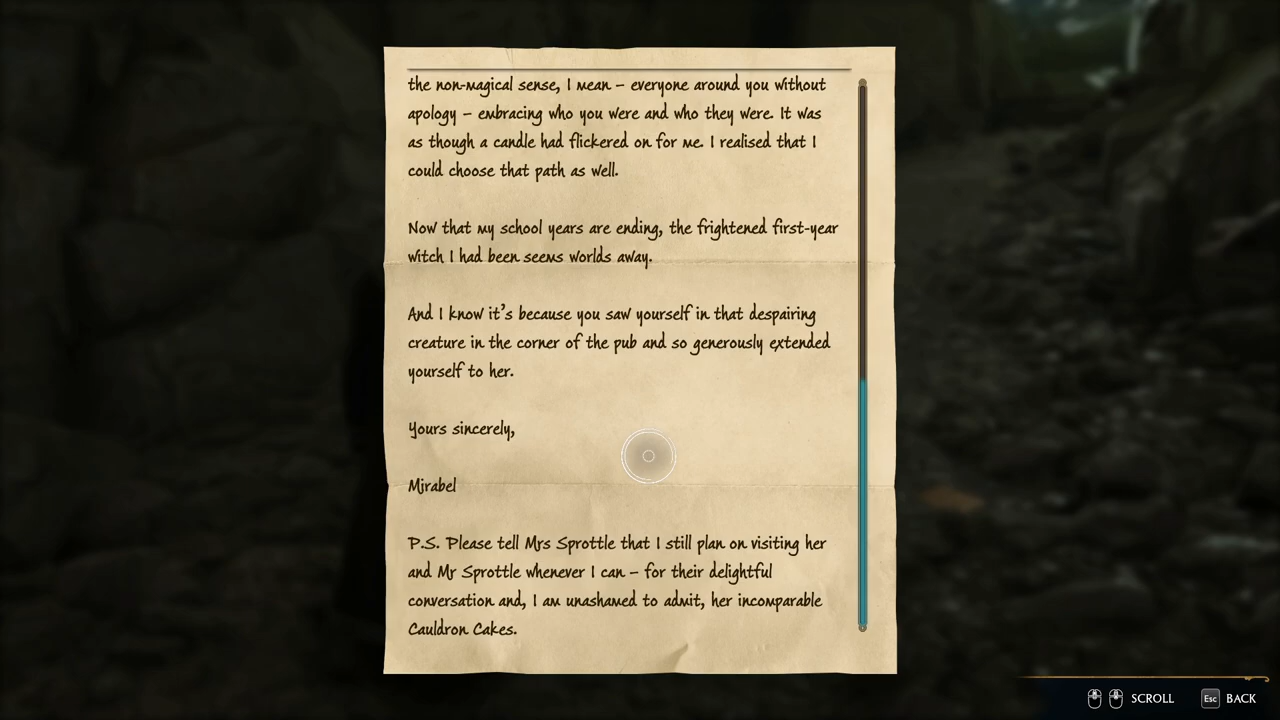 the non-magical sense, I mean – everyone around you without
apology – embracing who you were and who they were. It was
as though a candle had flickered on for me. I realised that I
could choose that path as well.
Now that my school years are ending, the frightened first-year
witch I had been seems worlds away.
And I know it's because you saw yourself in that despairing
creature in the corner of the pub and so generously extended
yourself to her.
Yours sincerely,
Mirabel
P.S. Please tell Mrs Sprottle that I still plan on visiting her
and Mr Sprottle whenever I can – for their delightful
conversation and, I am unashamed to admit, her incomparable
Cauldron Cakes.
SCROLL Esc BACK